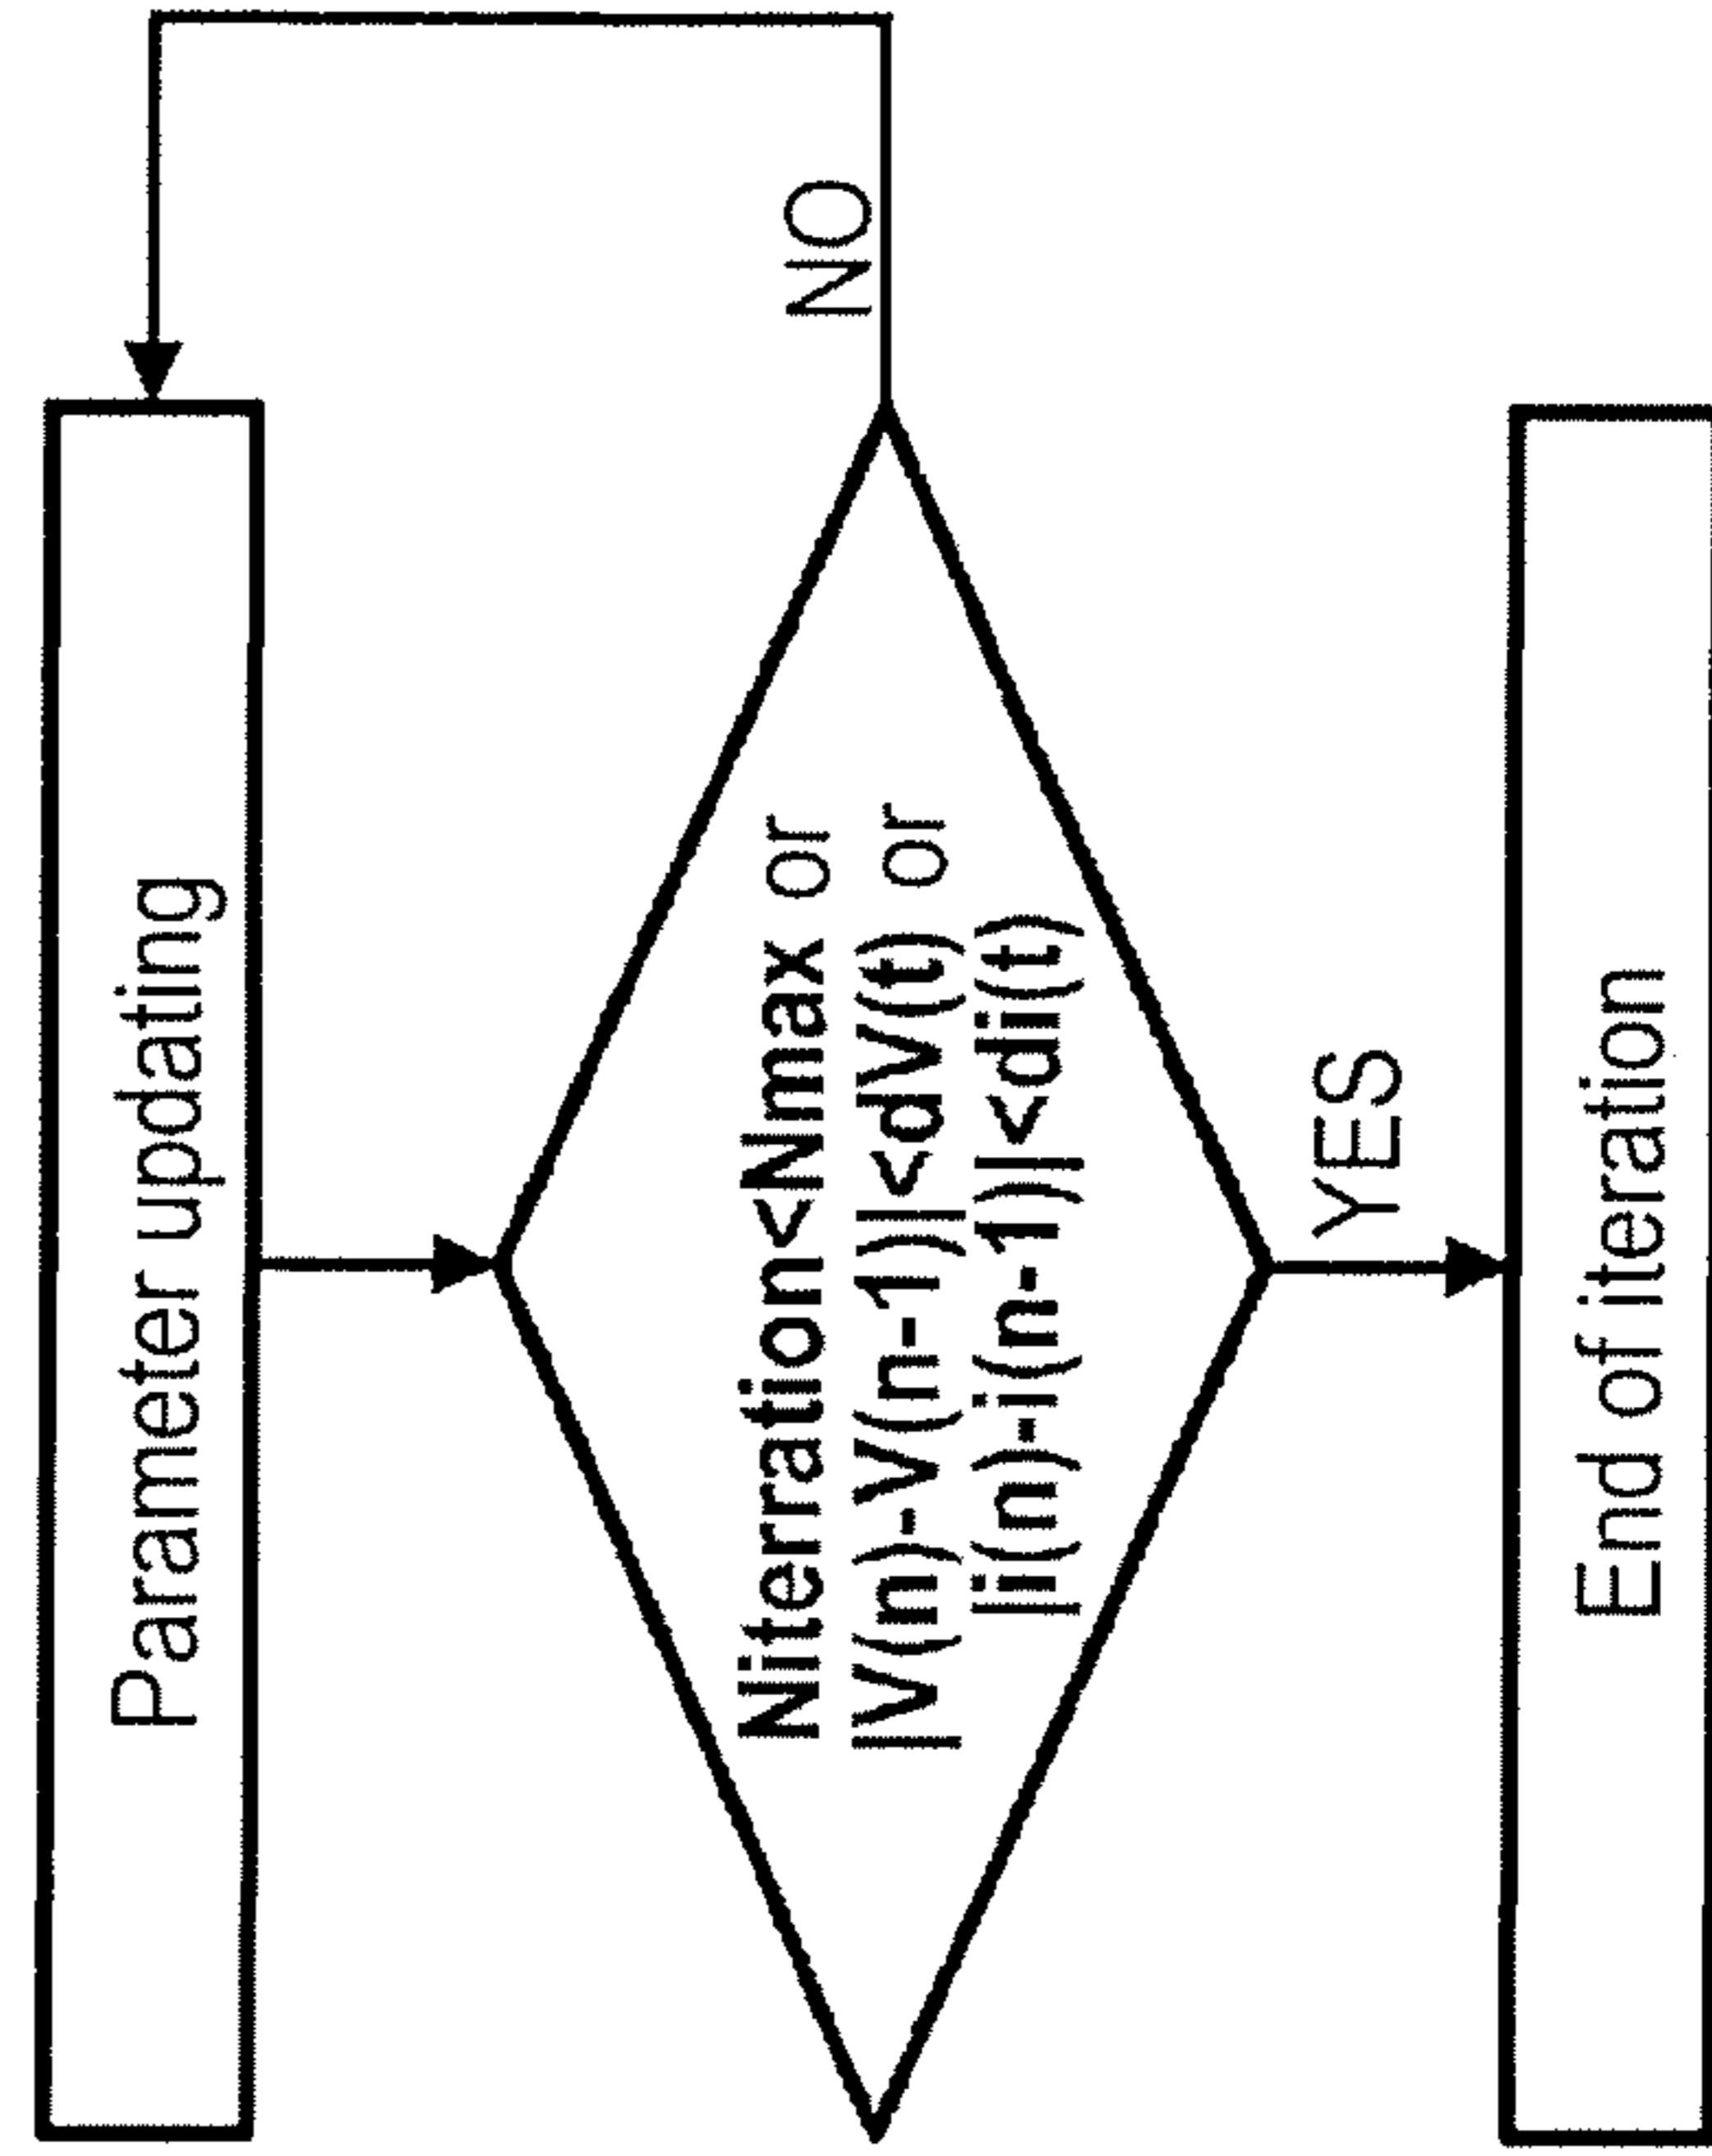 Parameter updating
Niterration<Nmax or
|V(n)-V(n-1)|<dV(t) or
|i(n)-i(n-1)|<di(t)
NO
YES
End of iteration